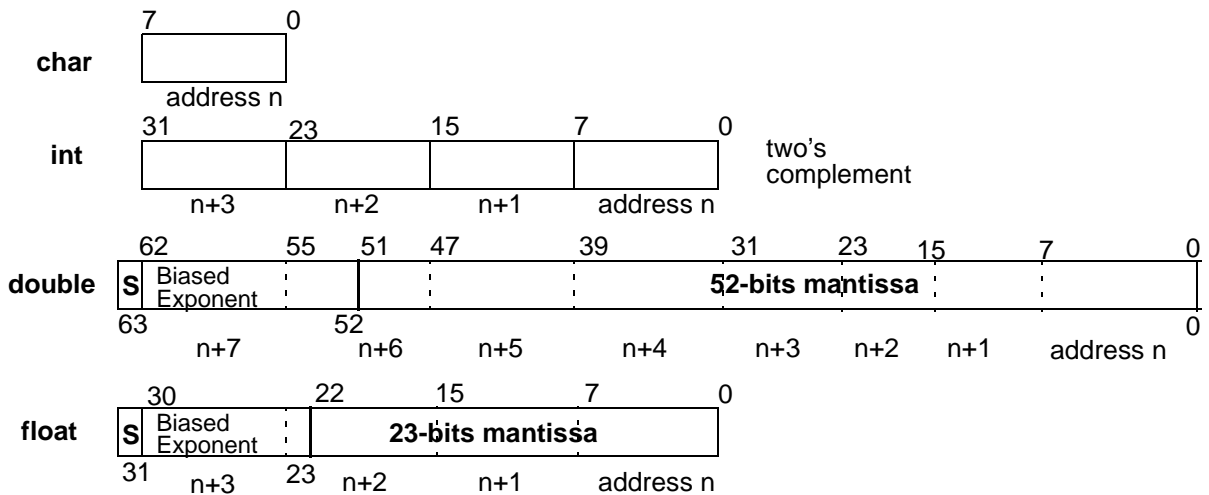 7 0
char
address n
31 23 15 7 0
int
two's
complement
n+3 n+2 n+1 address n
62 55 51 47 39 31 23 15 7 0
double S Biased
Exponent 52-bits mantissa
63 52 0
n+7 n+6 n+5 n+4 n+3 n+2 n+1 address n
30 22 15 7 0
float S Biased
Exponent 23-bits mantissa
31 n+3 23 n+2 n+1 address n